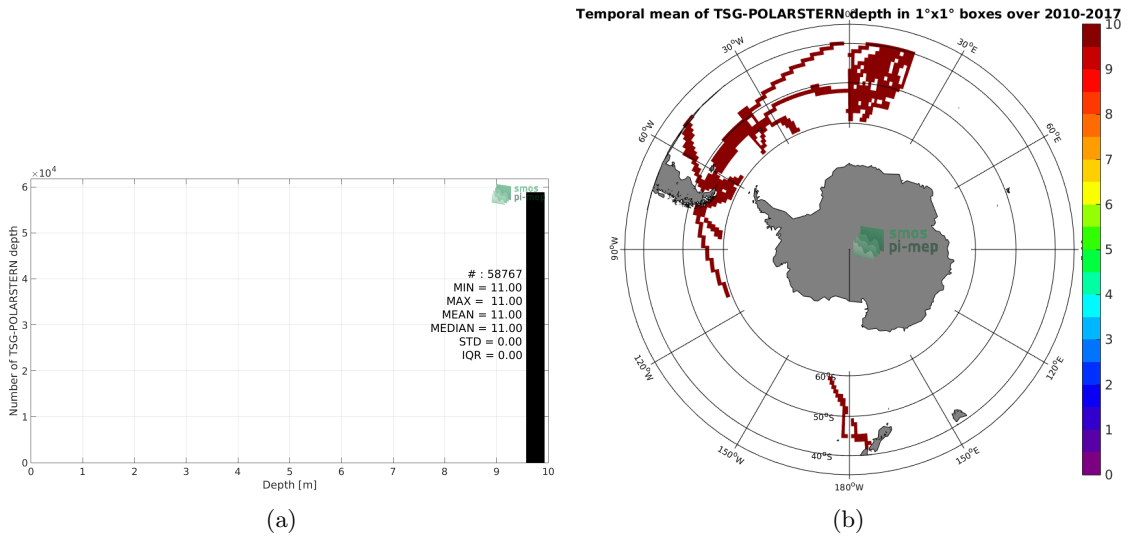 ×10⁴
6
5
4
3
2
1
0
Number of TSG-POLARSTERN depth
0 1 2 3 4 5 6 7 8 9 10
Depth [m]
smos
pi-mep
# : 58767
MIN = 11.00
MAX = 11.00
MEAN = 11.00
MEDIAN = 11.00
STD = 0.00
IQR = 0.00
(a)
Temporal mean of TSG-POLARSTERN depth in 1°x1° boxes over 2010-2017
30°W
30°E
60°W
60°E
90°W
120°W
120°E
150°W
150°E
180°W
60°S
50°S
40°S
smos
pi-mep
10
9
8
7
6
5
4
3
2
1
0
(b)